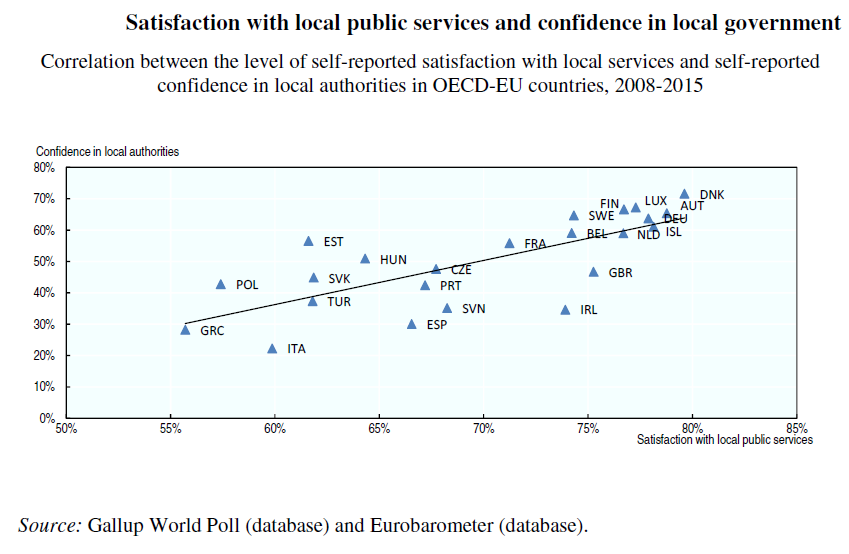 Satisfaction with local public services and confidence in local government
Correlation between the level of self-reported satisfaction with local services and self-reported
confidence in local authorities in OECD-EU countries, 2008-2015
Confidence in local authorities
80%
70%
60%
50%
40%
30%
20%
10%
0%
DNK
LUX
FIN
AUT
SWE
DEU
BEL
NLD
ISL
EST
FRA
HUN
CZE
GBR
SVK
POL
PRT
TUR
SVN
IRL
GRC
ESP
ITA
50%
55%
60%
65%
70%
75%
80%
85%
Satisfaction with local public services
Source: Gallup World Poll (database) and Eurobarometer (database).